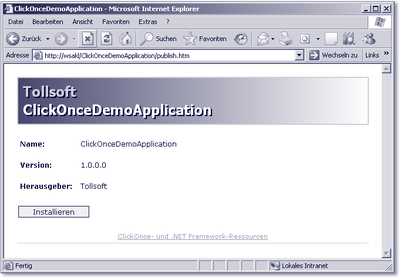 ClickOnceDemoApplication - Microsoft Internet Explorer
Datei Bearbeiten Ansicht Favoriten Extras ?
Zurück Suchen Favoriten
Adresse http://wsald/ClickOnceDemoApplication/publish.htm Wechseln zu Links »
Tollsoft
ClickOnceDemoApplication
Name: ClickOnceDemoApplication
Version: 1.0.0.0
Herausgeber: Tollsoft
Installieren
ClickOnce- und .NET Framework-Ressourcen
Fertig Lokales Intranet